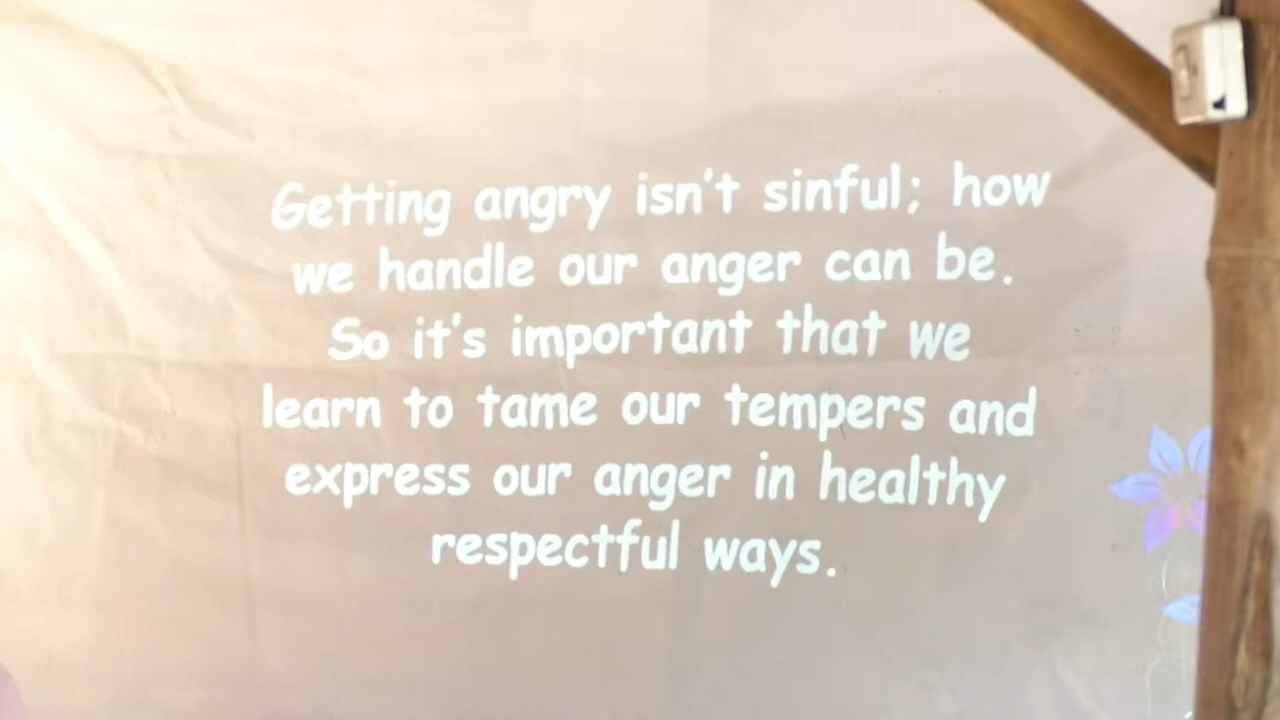 Getting angry isn't sinful; how
we handle our anger can be.
So it's important that we
learn to tame our tempers and
express our anger in healthy
respectful ways.